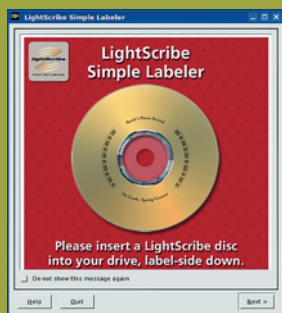 LightScribe Simple Labeler
LightScribe
LightScribe
Simple Labeler
Please insert a LightScribe disc
into your drive, label-side down.
Do not show this message again
Help
Quit
Next >